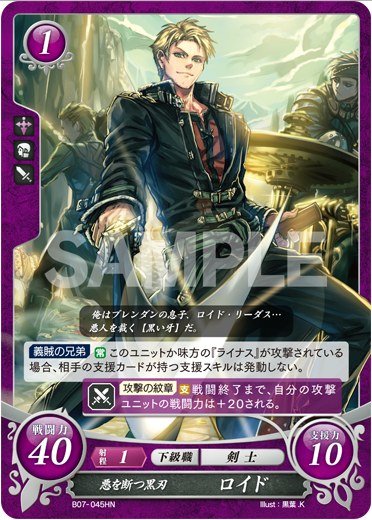 1
SAMPLE
俺はブレンダンの息子、ロイド・リーダス…
悪人を裁く【黒い牙】だ。
義賊の兄弟 常 このユニットか味方の『ライナス』が攻撃されている
場合、相手の支援カードが持つ支援スキルは発動しない。
攻撃の紋章 支 戦闘終了まで、自分の攻撃
ユニットの戦闘力は+20される。
戦闘力
40
射程 1 下級職 剣士
支援力
10
悪を断つ黒刃 ロイド
B07-045HN Illust:黒葉.K